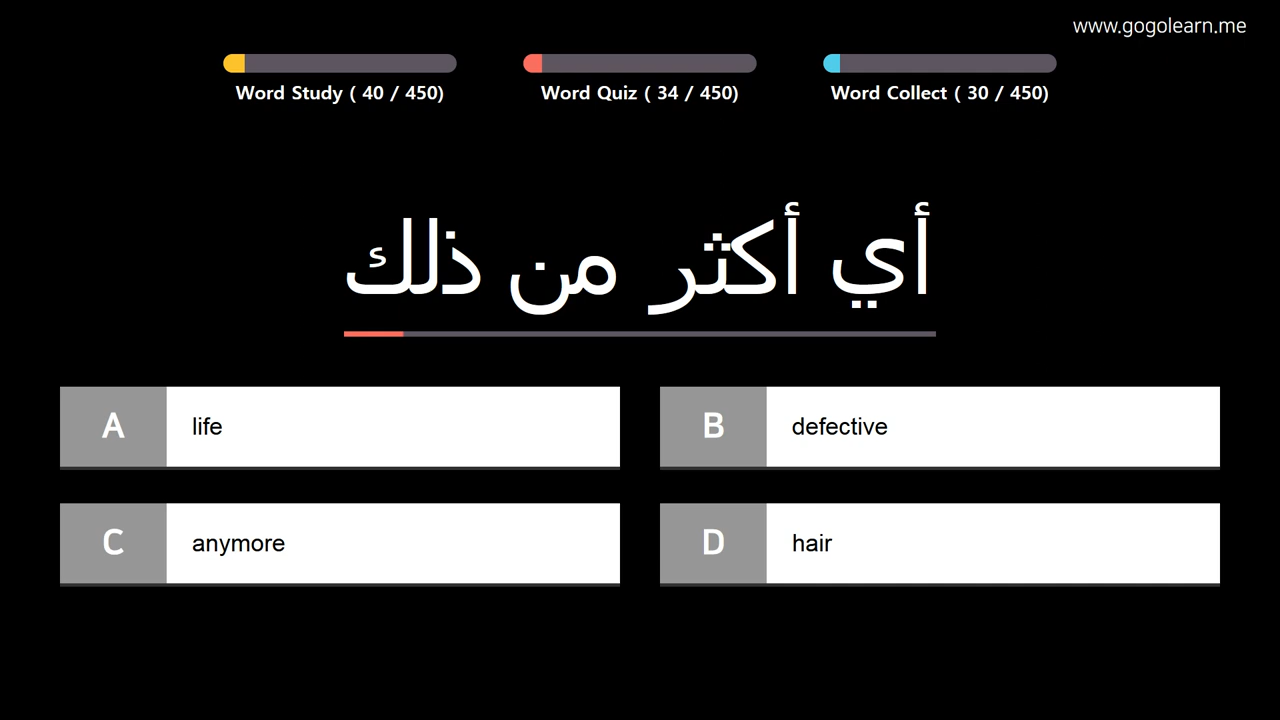 www.gogolearn.me
Word Study ( 40 / 450)
Word Quiz ( 34 / 450)
Word Collect ( 30 / 450)
أي أكثر من ذلك
A life
B defective
C anymore
D hair